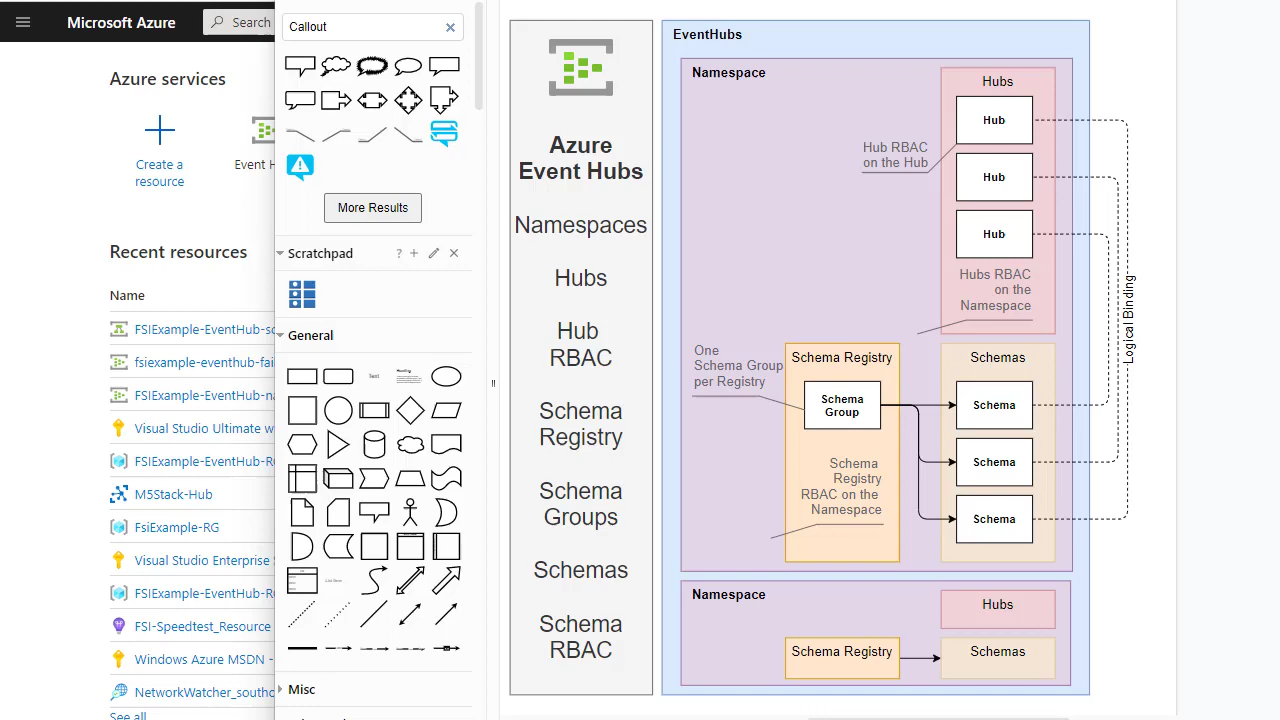 Microsoft Azure
Search
Azure services
Create a
resource
Event H
Recent resources
Name
FSIExample-EventHub-sc
fsiexample-eventhub-fai
FSIExample-EventHub-na
Visual Studio Ultimate w
FSIExample-EventHub-R
M5Stack-Hub
FsiExample-RG
Visual Studio Enterprise
FSIExample-EventHub-R
FSI-Speedtest_Resource
Windows Azure MSDN -
NetworkWatcher_southc
See all
Callout
More Results
Scratchpad
?
General
Text
Heading
List Item
Misc
Azure
Event Hubs
Namespaces
Hubs
Hub
RBAC
Schema
Registry
Schema
Groups
Schemas
Schema
RBAC
EventHubs
Namespace
Hubs
Hub
Hub
Hub
Hub RBAC
on the Hub
Hubs RBAC
on the
Namespace
Logical Binding
One
Schema Group
per Registry
Schema Registry
Schema
Group
Schema
Registry
RBAC on the
Namespace
Schemas
Schema
Schema
Schema
Namespace
Hubs
Schema Registry
Schemas